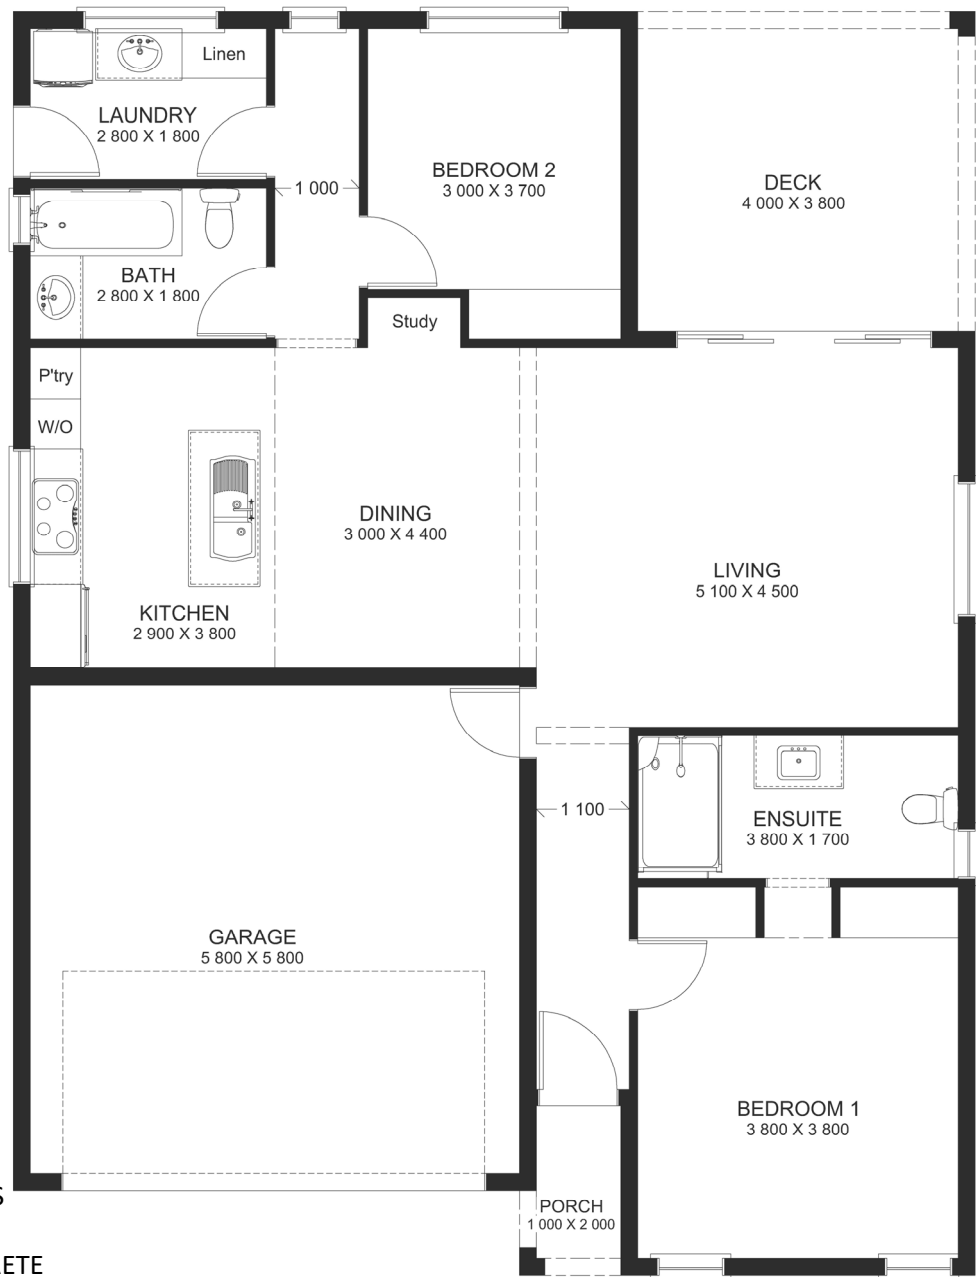 Linen
LAUNDRY
2 800 X 1 800
BEDROOM 2
3 000 X 3 700
DECK
4 000 X 3 800
1 000
BATH
2 800 X 1 800
Study
P'try
W/O
DINING
3 000 X 4 400
LIVING
5 100 X 4 500
KITCHEN
2 900 X 3 800
1 100
ENSUITE
3 800 X 1 700
GARAGE
5 800 X 5 800
BEDROOM 1
3 800 X 3 800
S
PORCH
1 000 X 2 000
ETE